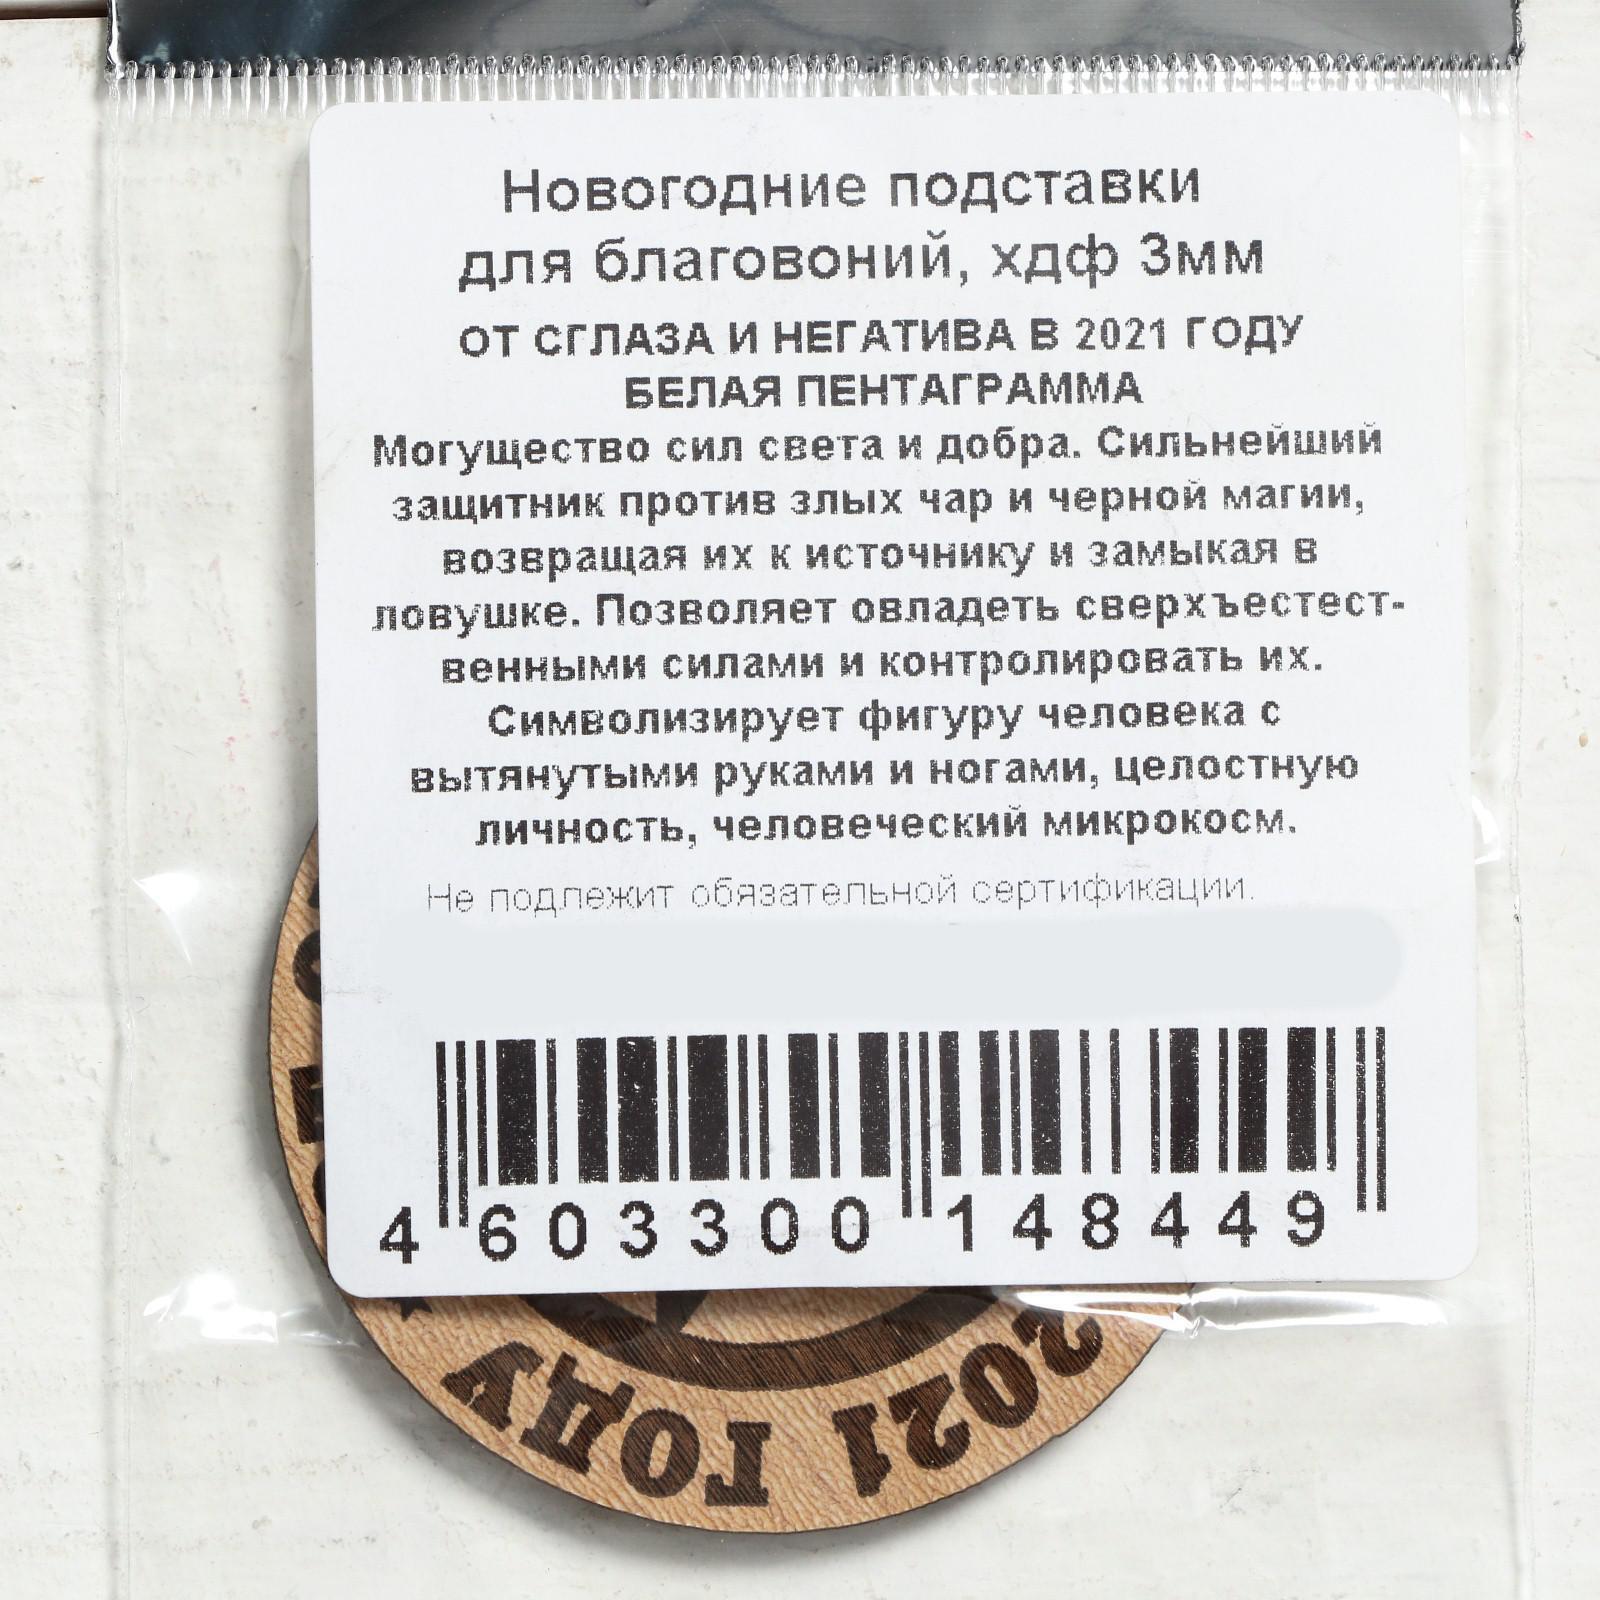 Новогодние подставки
для благовоний, хдф 3мм
ОТ СГЛАЗА И НЕГАТИВА В 2021 ГОДУ
БЕЛАЯ ПЕНТАГРАММА
Могущество сил света и добра. Сильнейший
защитник против злых чар и черной магии,
возвращая их к источнику и замыкая в
ловушке. Позволяет овладеть сверхъестест-
венными силами и контролировать их.
Символизирует фигуру человека с
вытянутыми руками и ногами, целостную
личность, человеческий микрокосм.
Не подлежит обязательной сертификации.
4 603300 148449
2021 ГОДУ